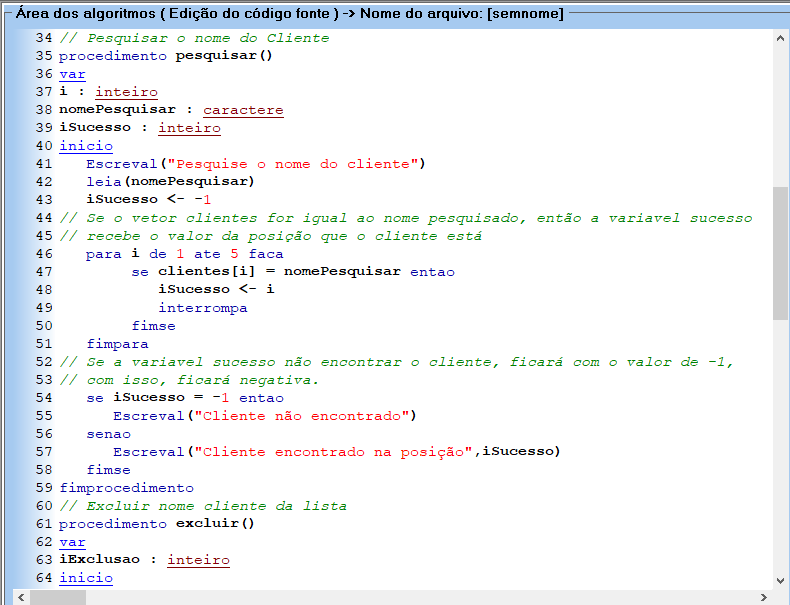 Área dos algoritmos ( Edição do código fonte ) -> Nome do arquivo: [semnome]
34 // Pesquisar o nome do Cliente
35 procedimento pesquisar()
36 var
37 i : inteiro
38 nomePesquisar : caractere
39 iSucesso : inteiro
40 inicio
41    Escreval("Pesquise o nome do cliente")
42    leia(nomePesquisar)
43    iSucesso <- -1
44 // Se o vetor clientes for igual ao nome pesquisado, então a variavel sucesso
45 // recebe o valor da posição que o cliente está
46    para i de 1 ate 5 faca
47         se clientes[i] = nomePesquisar entao
48            iSucesso <- i
49            interrompa
50         fimse
51    fimpara
52 // Se a variavel sucesso não encontrar o cliente, ficará com o valor de -1,
53 // com isso, ficará negativa.
54    se iSucesso = -1 entao
55       Escreval("Cliente não encontrado")
56    senao
57       Escreval("Cliente encontrado na posição",iSucesso)
58    fimse
59 fimprocedimento
60 // Excluir nome cliente da lista
61 procedimento excluir()
62 var
63 iExclusao : inteiro
64 inicio